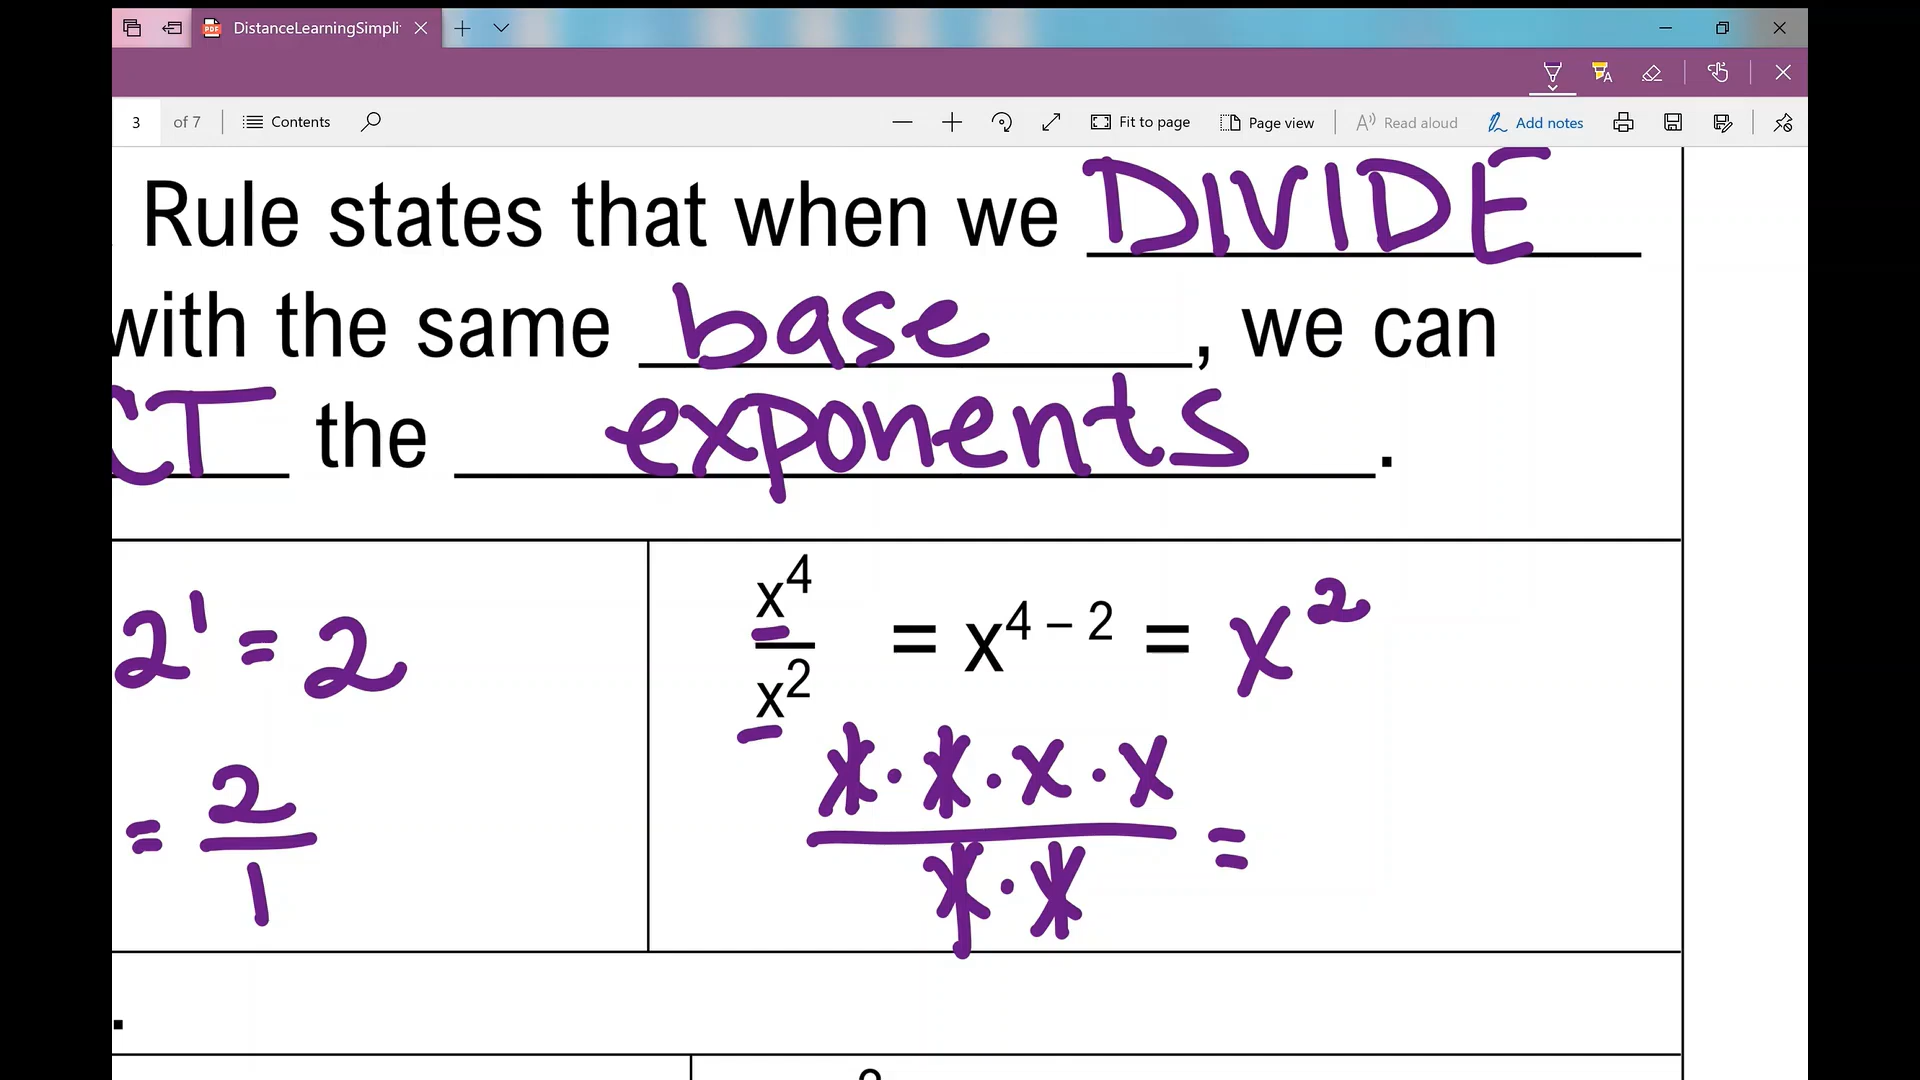 DistanceLearningSimpli
3 of 7 Contents Fit to page Page view Read aloud Add notes
Rule states that when we DIVIDE
with the same base, we can
CT the exponents.
2¹ = 2
x⁴/x² = x⁴⁻² = x²
= 2/1
x · x · x · x / x · x =
.